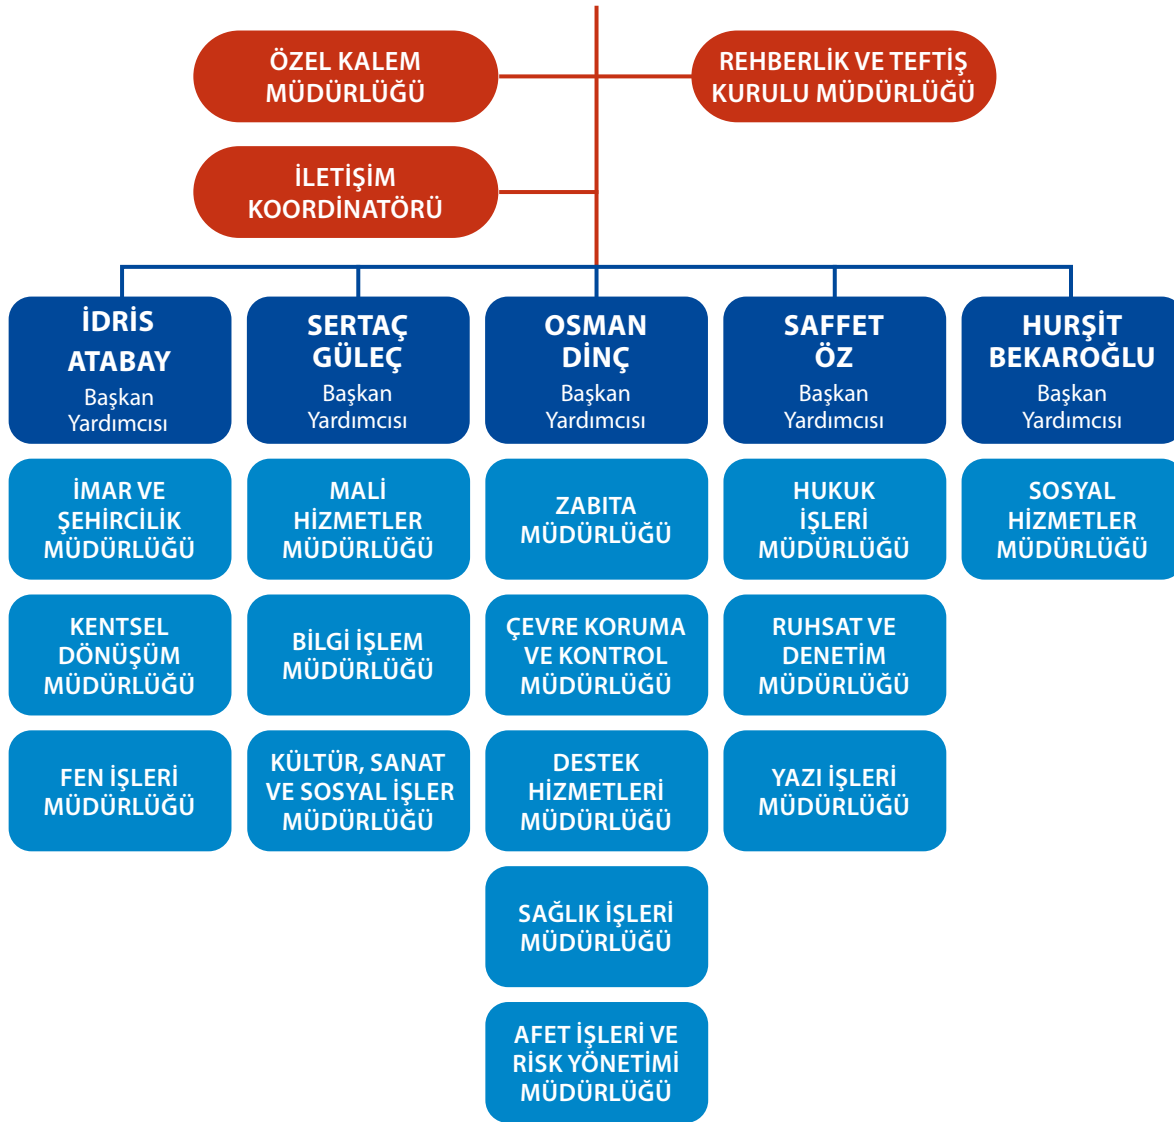 ÖZEL KALEM
MÜDÜRLÜĞÜ
REHBERLİK VE TEFTİŞ
KURULU MÜDÜRLÜĞÜ
İLETİŞİM
KOORDİNATÖRÜ
İDRİS
ATABAY
Başkan
Yardımcısı
SERTAÇ
GÜLEÇ
Başkan
Yardımcısı
OSMAN
DİNÇ
Başkan
Yardımcısı
SAFFET
ÖZ
Başkan
Yardımcısı
HURŞİT
BEKAROĞLU
Başkan
Yardımcısı
İMAR VE
ŞEHİRCİLİK
MÜDÜRLÜĞÜ
MALİ
HİZMETLER
MÜDÜRLÜĞÜ
ZABITA
MÜDÜRLÜĞÜ
HUKUK
İŞLERİ
MÜDÜRLÜĞÜ
SOSYAL
HİZMETLER
MÜDÜRLÜĞÜ
KENTSEL
DÖNÜŞÜM
MÜDÜRLÜĞÜ
BİLGİ İŞLEM
MÜDÜRLÜĞÜ
ÇEVRE KORUMA
VE KONTROL
MÜDÜRLÜĞÜ
RUHSAT VE
DENETİM
MÜDÜRLÜĞÜ
FEN İŞLERİ
MÜDÜRLÜĞÜ
KÜLTÜR, SANAT
VE SOSYAL İŞLER
MÜDÜRLÜĞÜ
DESTEK
HİZMETLERİ
MÜDÜRLÜĞÜ
YAZI İŞLERİ
MÜDÜRLÜĞÜ
SAĞLIK İŞLERİ
MÜDÜRLÜĞÜ
AFET İŞLERİ VE
RİSK YÖNETİMİ
MÜDÜRLÜĞÜ